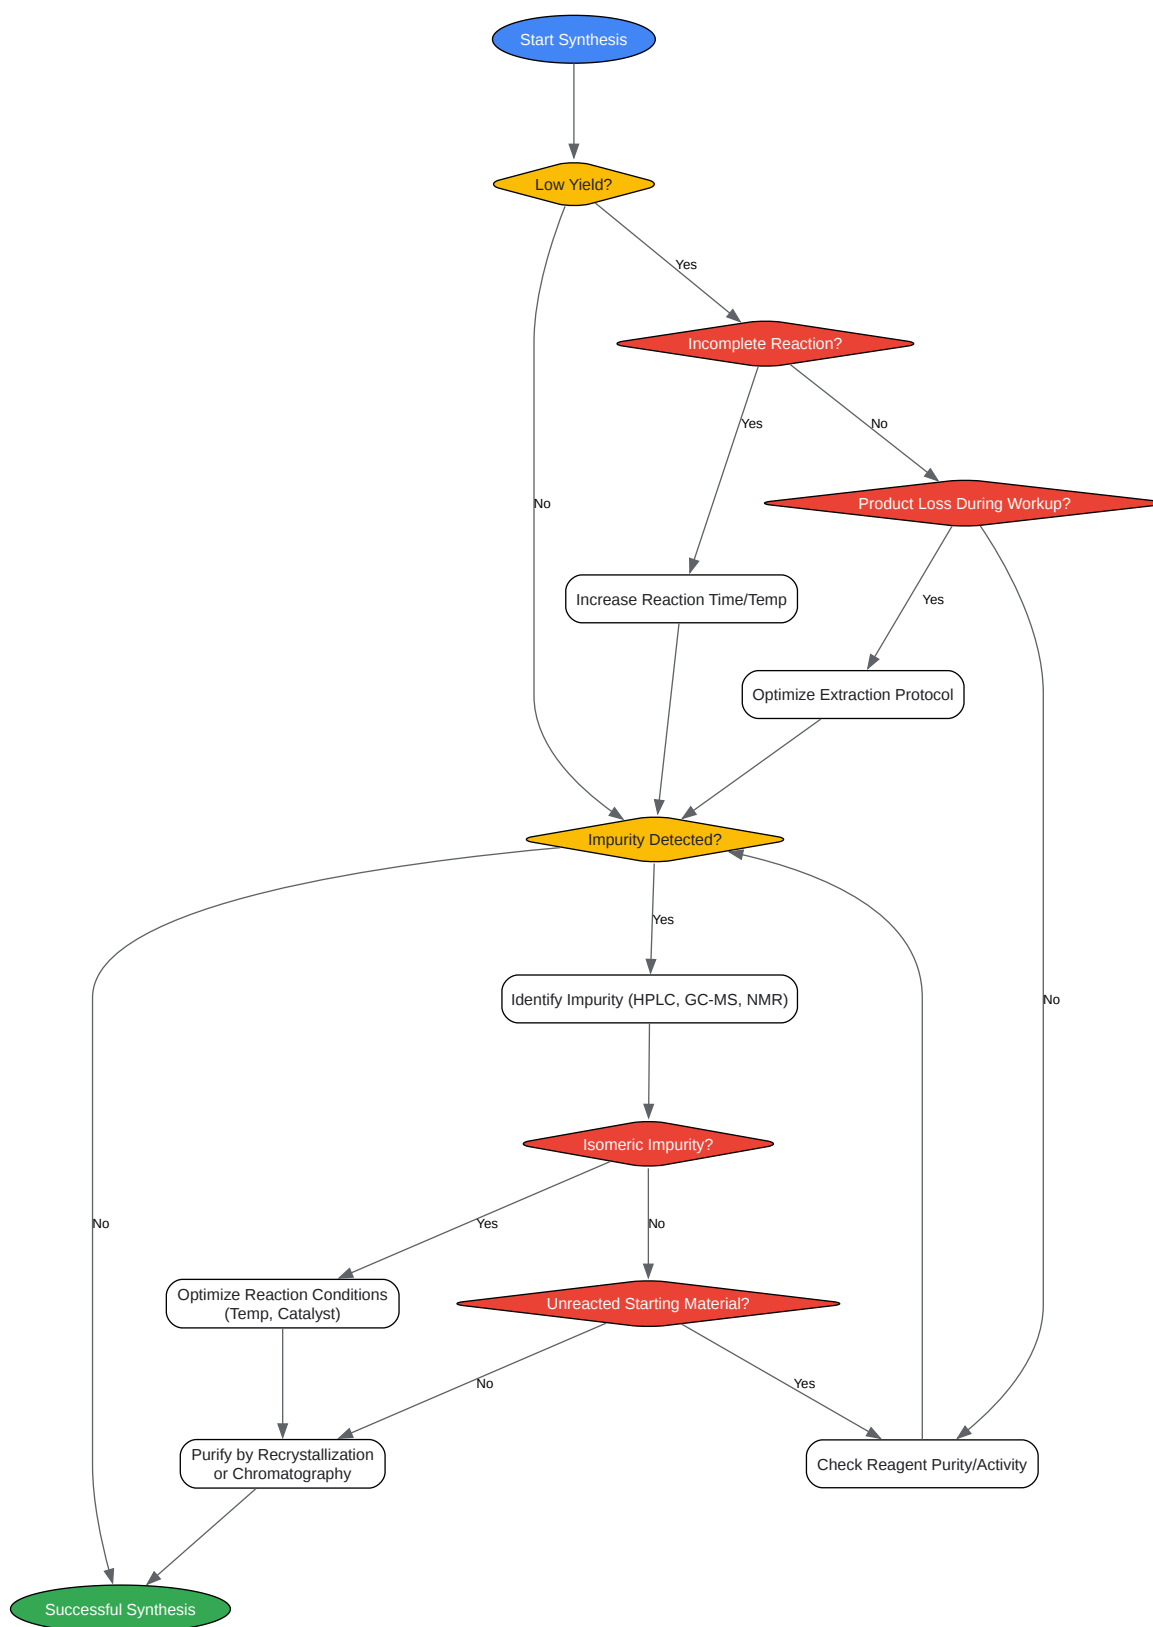 Start Synthesis
Low Yield?
Yes
Incomplete Reaction?
Yes
No
No
Product Loss During Workup?
Increase Reaction Time/Temp
Yes
Optimize Extraction Protocol
Impurity Detected?
Yes
Identify Impurity (HPLC, GC-MS, NMR)
No
Isomeric Impurity?
No
Yes
No
Optimize Reaction Conditions
(Temp, Catalyst)
Unreacted Starting Material?
No
Yes
Purify by Recrystallization
or Chromatography
Check Reagent Purity/Activity
Successful Synthesis